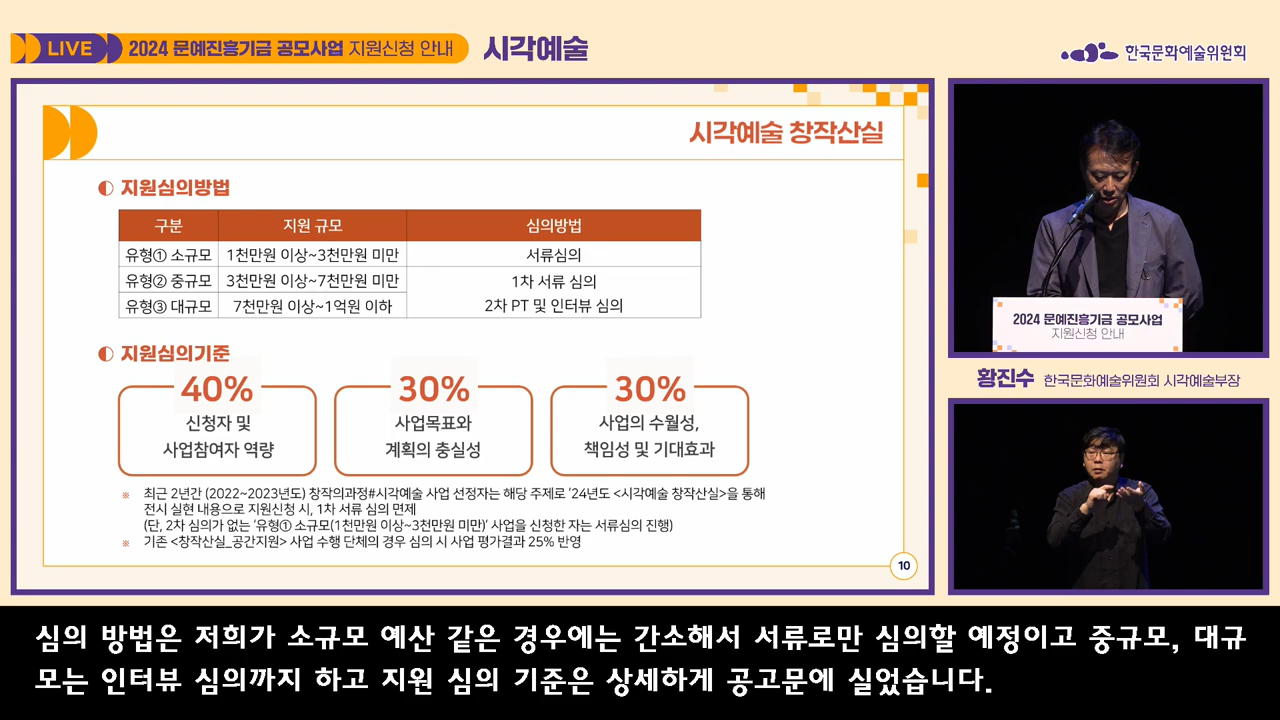 LIVE 2024 문예진흥기금 공모사업 지원신청 안내 시각예술
한국문화예술위원회
시각예술 창작산실
지원심의방법
구분 지원 규모 심의방법
유형① 소규모 1천만원 이상~3천만원 미만 서류심의
유형② 중규모 3천만원 이상~7천만원 미만 1차 서류 심의
유형③ 대규모 7천만원 이상~1억원 이하 2차 PT 및 인터뷰 심의
지원심의기준
40% 30% 30%
신청자 및 사업목표와 사업의 수월성,
사업참여자 역량 계획의 충실성 책임성 및 기대효과
※ 최근 2년간 (2022~2023년도) 창작의과정#시각예술 사업 선정자는 해당 주제로 ’24년도 <시각예술 창작산실>을 통해
전시 실현 내용으로 지원신청 시, 1차 서류 심의 면제
(단, 2차 심의가 없는 ‘유형① 소규모(1천만원 이상~3천만원 미만)’ 사업을 신청한 자는 서류심의 진행)
※ 기존 <창작산실_공간지원> 사업 수행 단체의 경우 심의 시 사업 평가결과 25% 반영
10
2024 문예진흥기금 공모사업
지원신청 안내
황진수 한국문화예술위원회 시각예술부장
심의 방법은 저희가 소규모 예산 같은 경우에는 간소해서 서류로만 심의할 예정이고 중규모, 대규
모는 인터뷰 심의까지 하고 지원 심의 기준은 상세하게 공고문에 실었습니다.